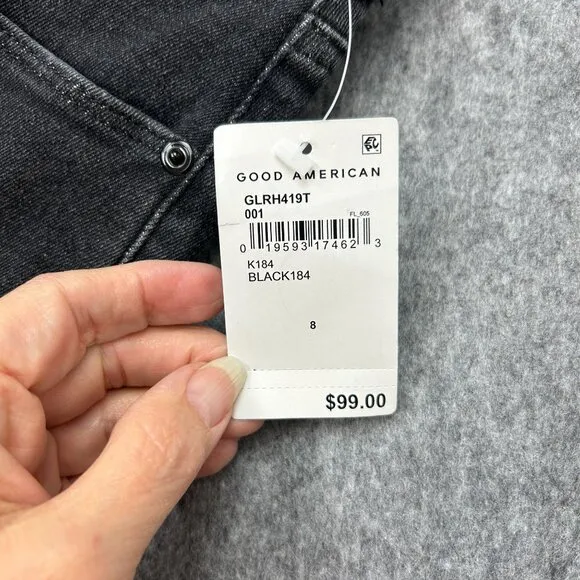 GOOD AMERICAN
GLRH419T
001
FL_605
0 19593 17462 3
K184
BLACK184
8
$99.00